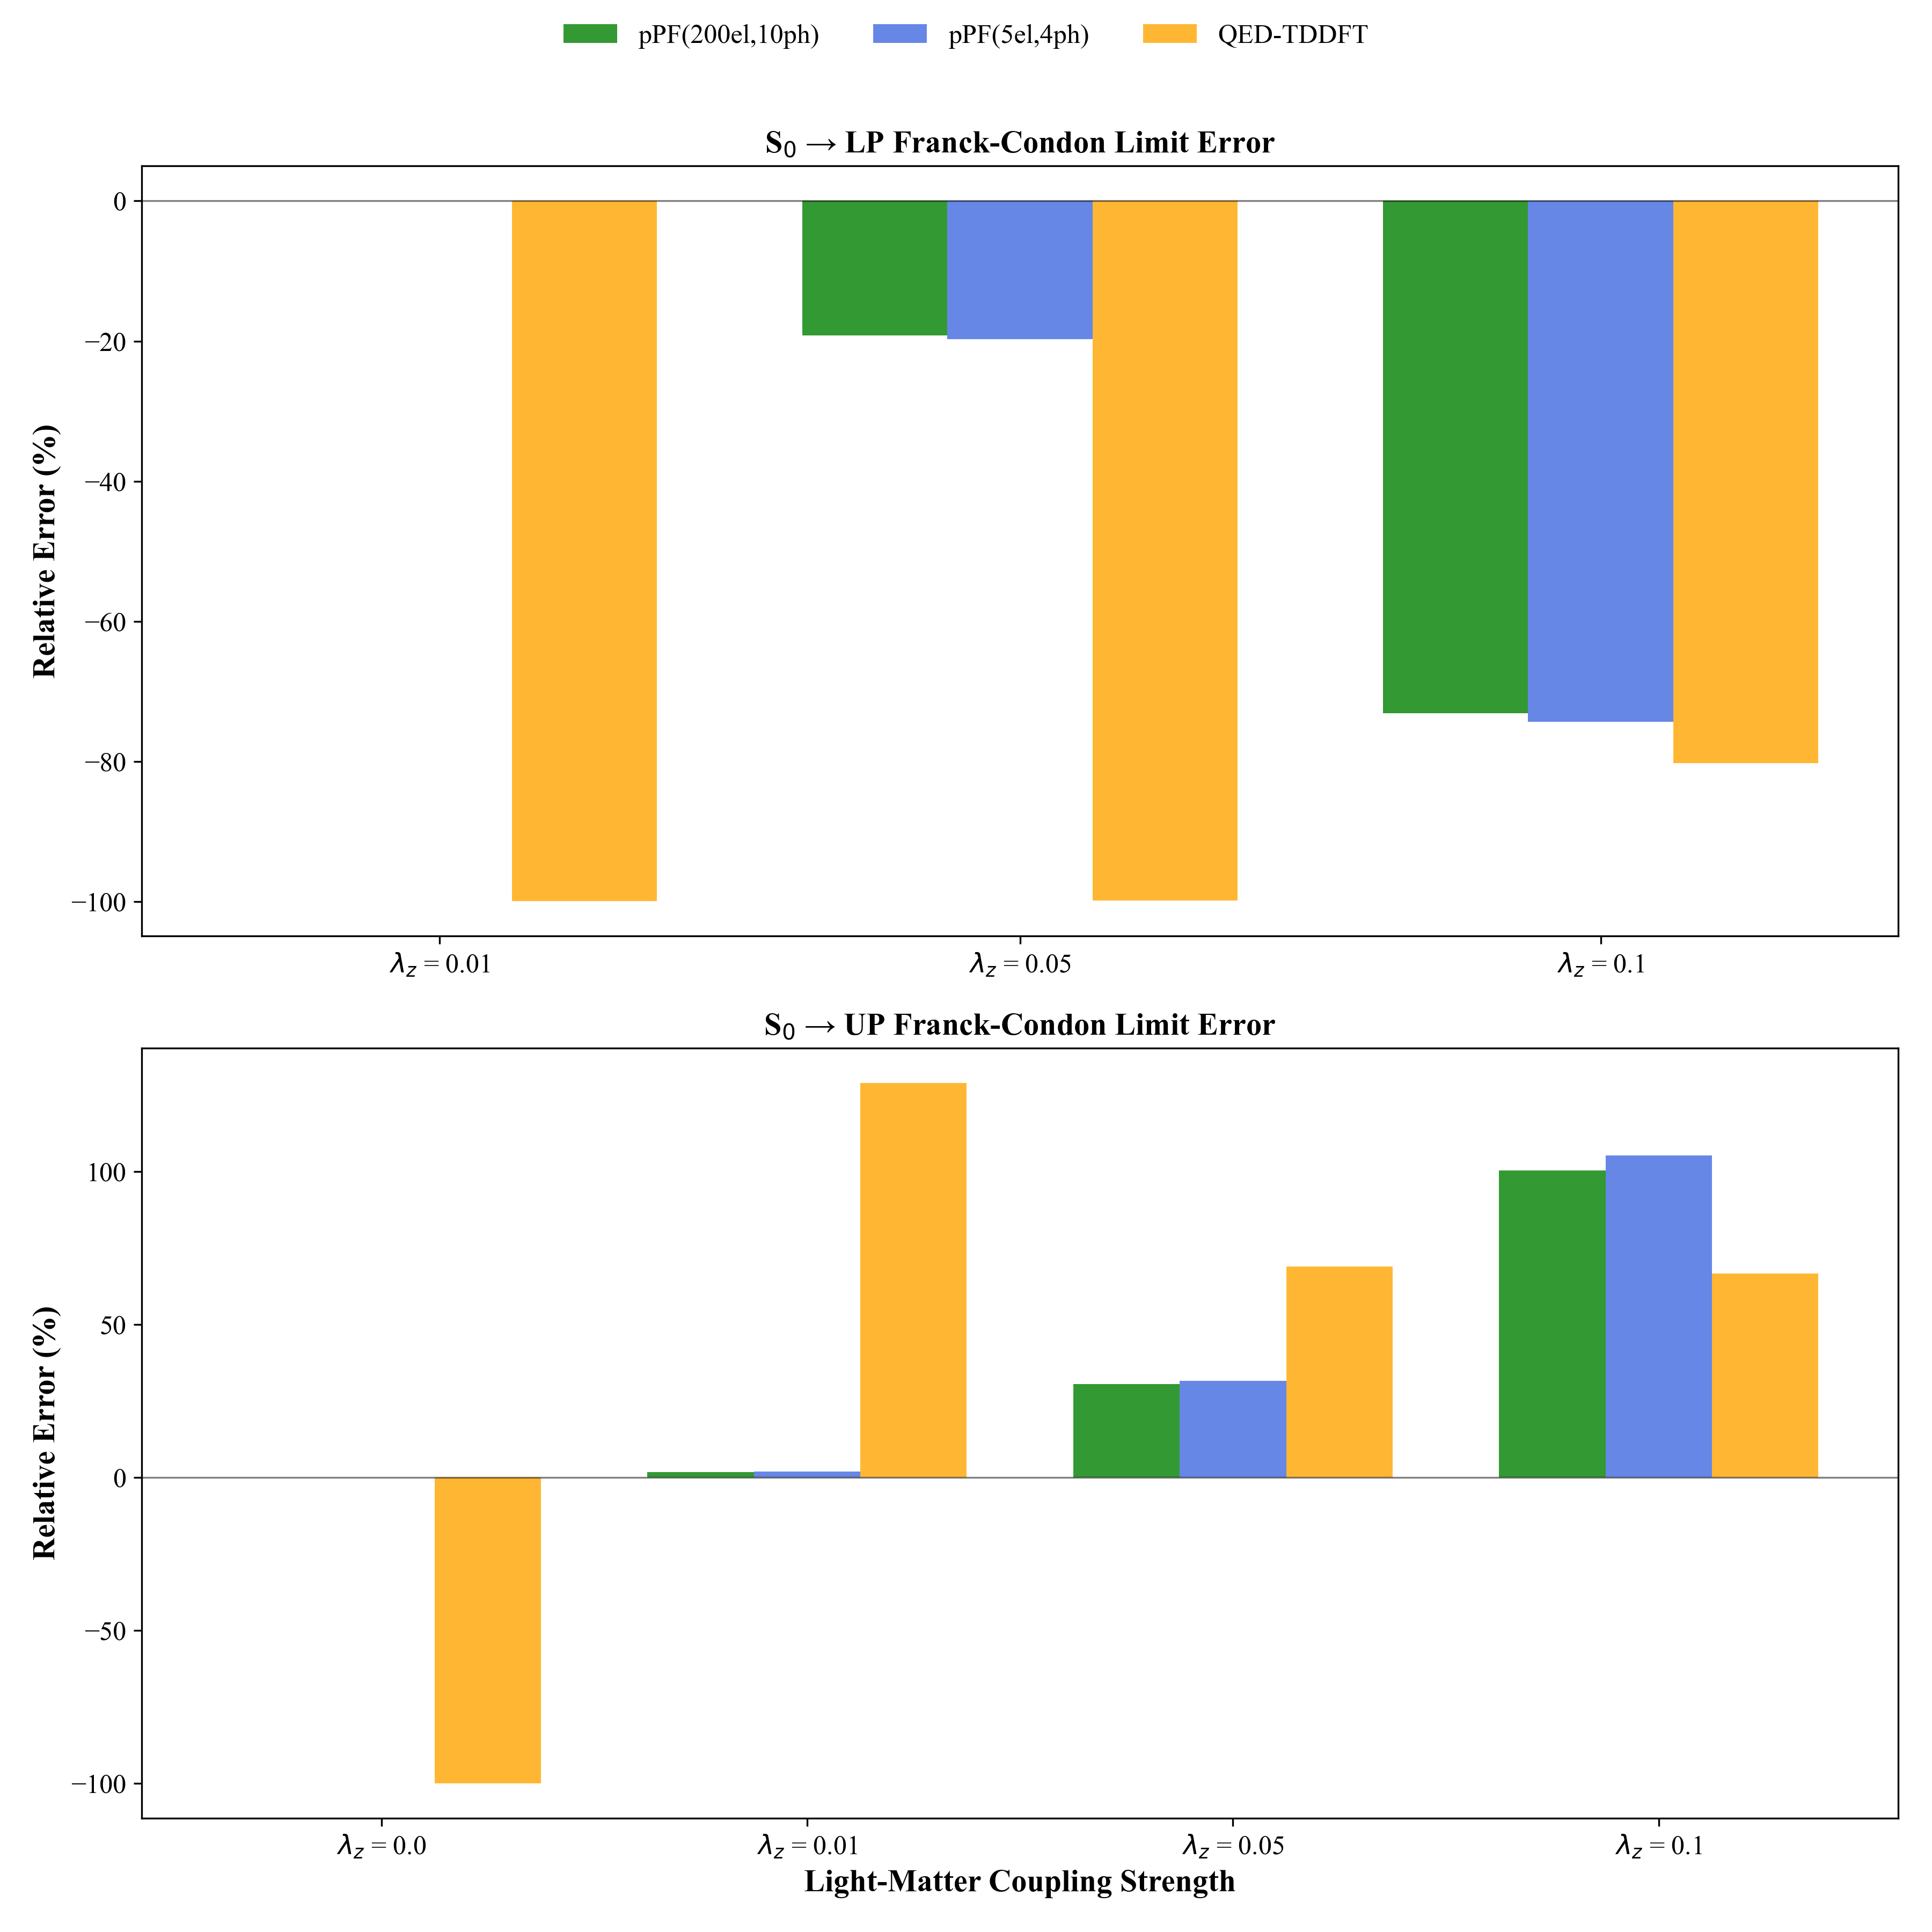 pPF(200el,10ph) pPF(5el,4ph) QED-TDDFT
S₀ → LP Franck-Condon Limit Error
Relative Error (%)
0
−20
−40
−60
−80
−100
λz = 0.01 λz = 0.05 λz = 0.1
S₀ → UP Franck-Condon Limit Error
Relative Error (%)
100
50
0
−50
−100
λz = 0.0 λz = 0.01 λz = 0.05 λz = 0.1
Light-Matter Coupling Strength